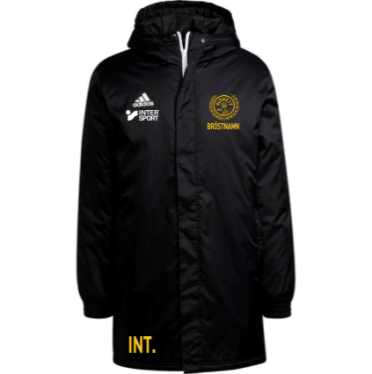 adidas
INTER
SPORT
BRÖSTNAMN
INT.